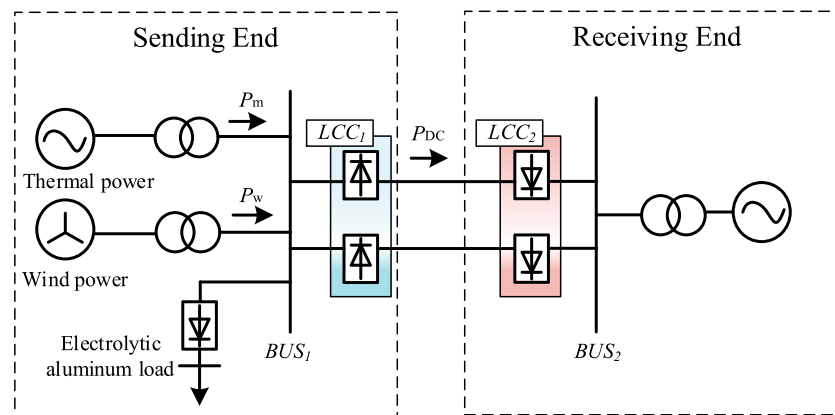 Sending End
Receiving End
Pm
LCC1
PDC
LCC2
Thermal power
Pw
Wind power
Electrolytic
aluminum load
BUS1
BUS2